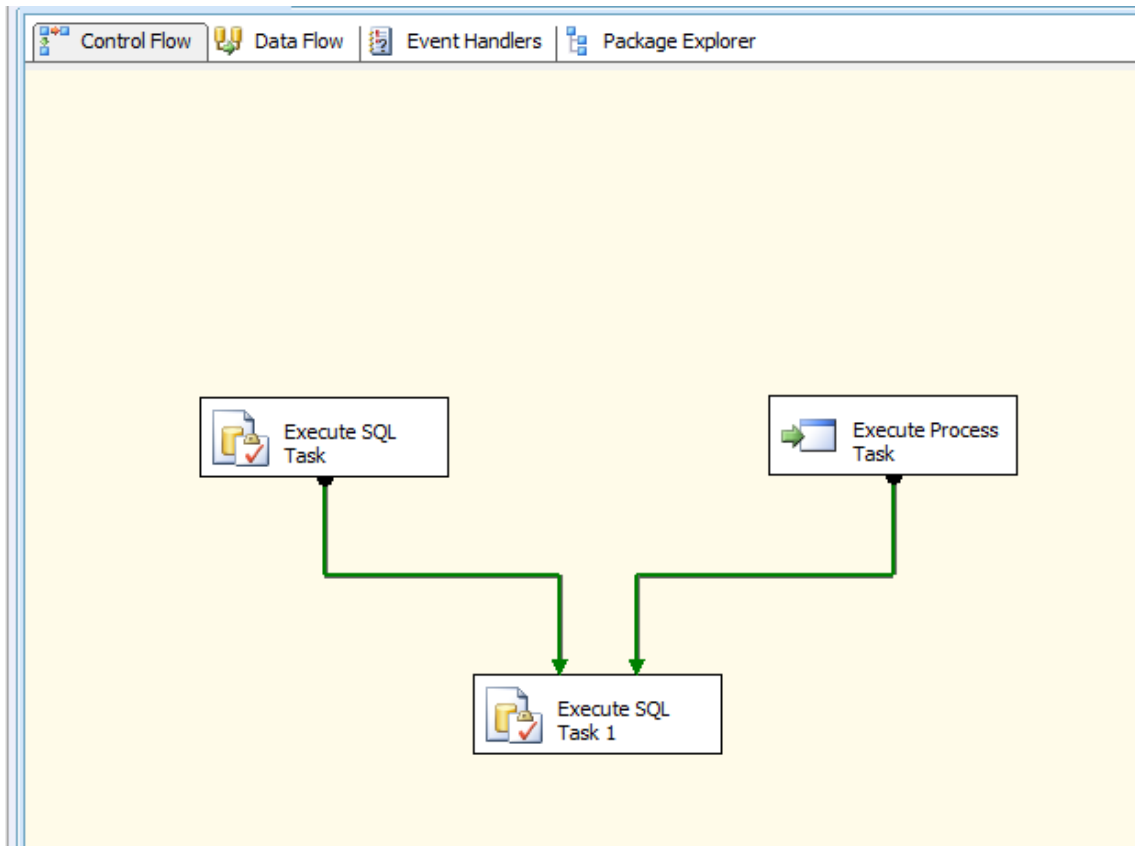 Control Flow
Data Flow
Event Handlers
Package Explorer
Execute SQL
Task
Execute Process
Task
Execute SQL
Task 1